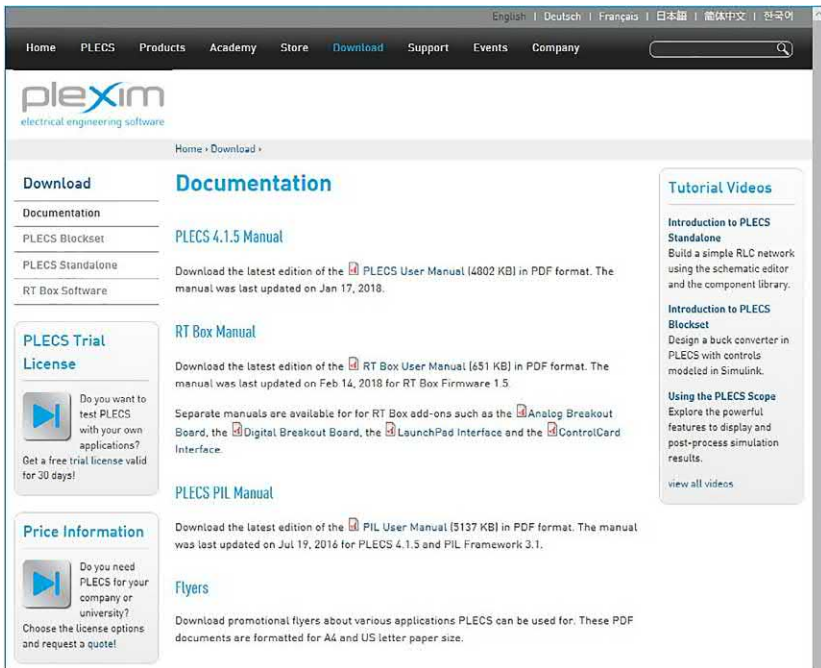 English | Deutsch | Français | 日本語 | 简体中文 | 한국어
Home PLECS Products Academy Store Download Support Events Company
plexim
electrical engineering software
Home › Download ›
Download
Documentation
PLECS Blockset
PLECS Standalone
RT Box Software
PLECS Trial
License
Do you want to
test PLECS
with your own
applications?
Get a free trial license valid
for 30 days!
Price Information
Do you need
PLECS for your
company or
university?
Choose the license options
and request a quote!
Documentation
PLECS 4.1.5 Manual
Download the latest edition of the PLECS User Manual (4802 KB) in PDF format. The
manual was last updated on Jan 17, 2018.
RT Box Manual
Download the latest edition of the RT Box User Manual (651 KB) in PDF format. The
manual was last updated on Feb 14, 2018 for RT Box Firmware 1.5.
Separate manuals are available for for RT Box add-ons such as the Analog Breakout
Board, the Digital Breakout Board, the LaunchPad Interface and the ControlCard
Interface.
PLECS PIL Manual
Download the latest edition of the PIL User Manual (5137 KB) in PDF format. The manual
was last updated on Jul 19, 2016 for PLECS 4.1.5 and PIL Framework 3.1.
Flyers
Download promotional flyers about various applications PLECS can be used for. These PDF
documents are formatted for A4 and US letter paper size.
Tutorial Videos
Introduction to PLECS
Standalone
Build a simple RLC network
using the schematic editor
and the component library.
Introduction to PLECS
Blockset
Design a buck converter in
PLECS with controls
modeled in Simulink.
Using the PLECS Scope
Explore the powerful
features to display and
post-process simulation
results.
view all videos